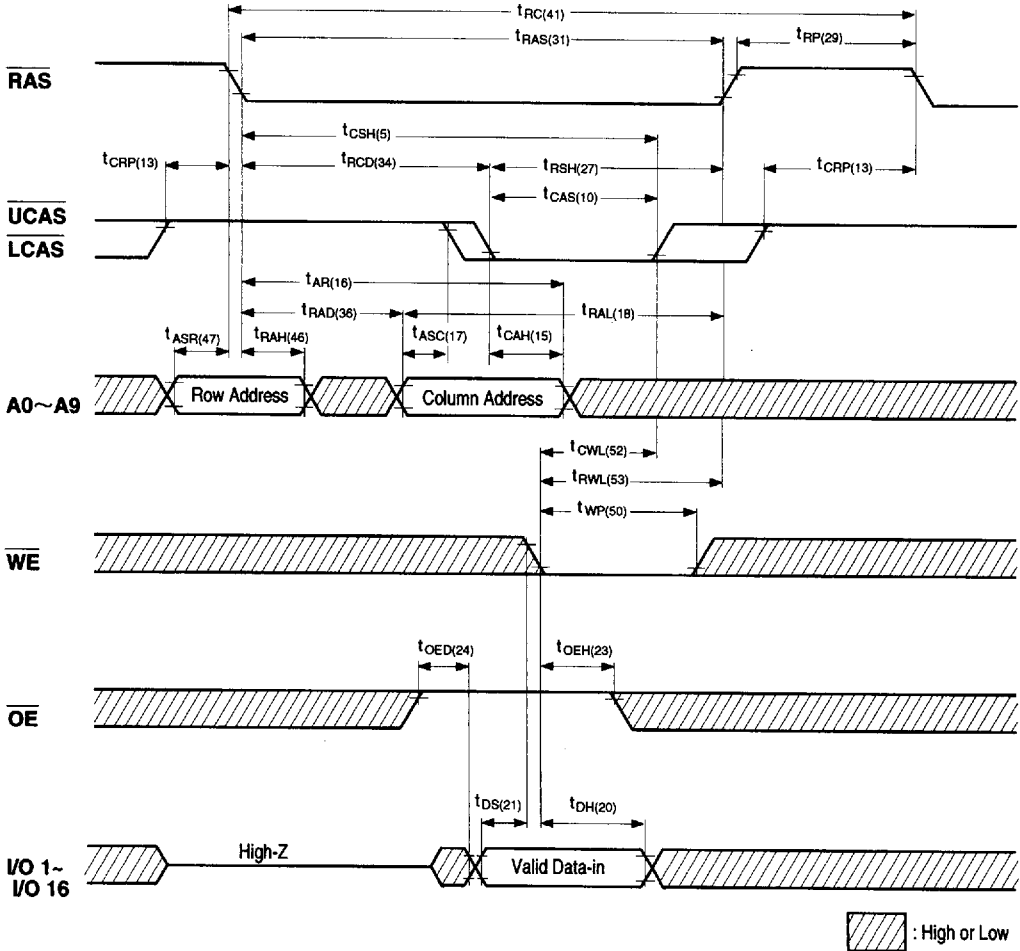 tRC(41)
tRAS(31)
tRP(29)
RAS
tCSH(5)
tCRP(13)
tRCD(34)
tRSH(27)
tCRP(13)
tCAS(10)
UCAS
LCAS
tAR(16)
tRAD(36)
tRAL(18)
tASR(47)
tRAH(46)
tASC(17)
tCAH(15)
A0~A9
Row Address
Column Address
tCWL(52)
tRWL(53)
tWP(50)
WE
tOED(24)
tOEH(23)
OE
tDS(21)
tDH(20)
I/O 1~
I/O 16
High-Z
Valid Data-in
: High or Low